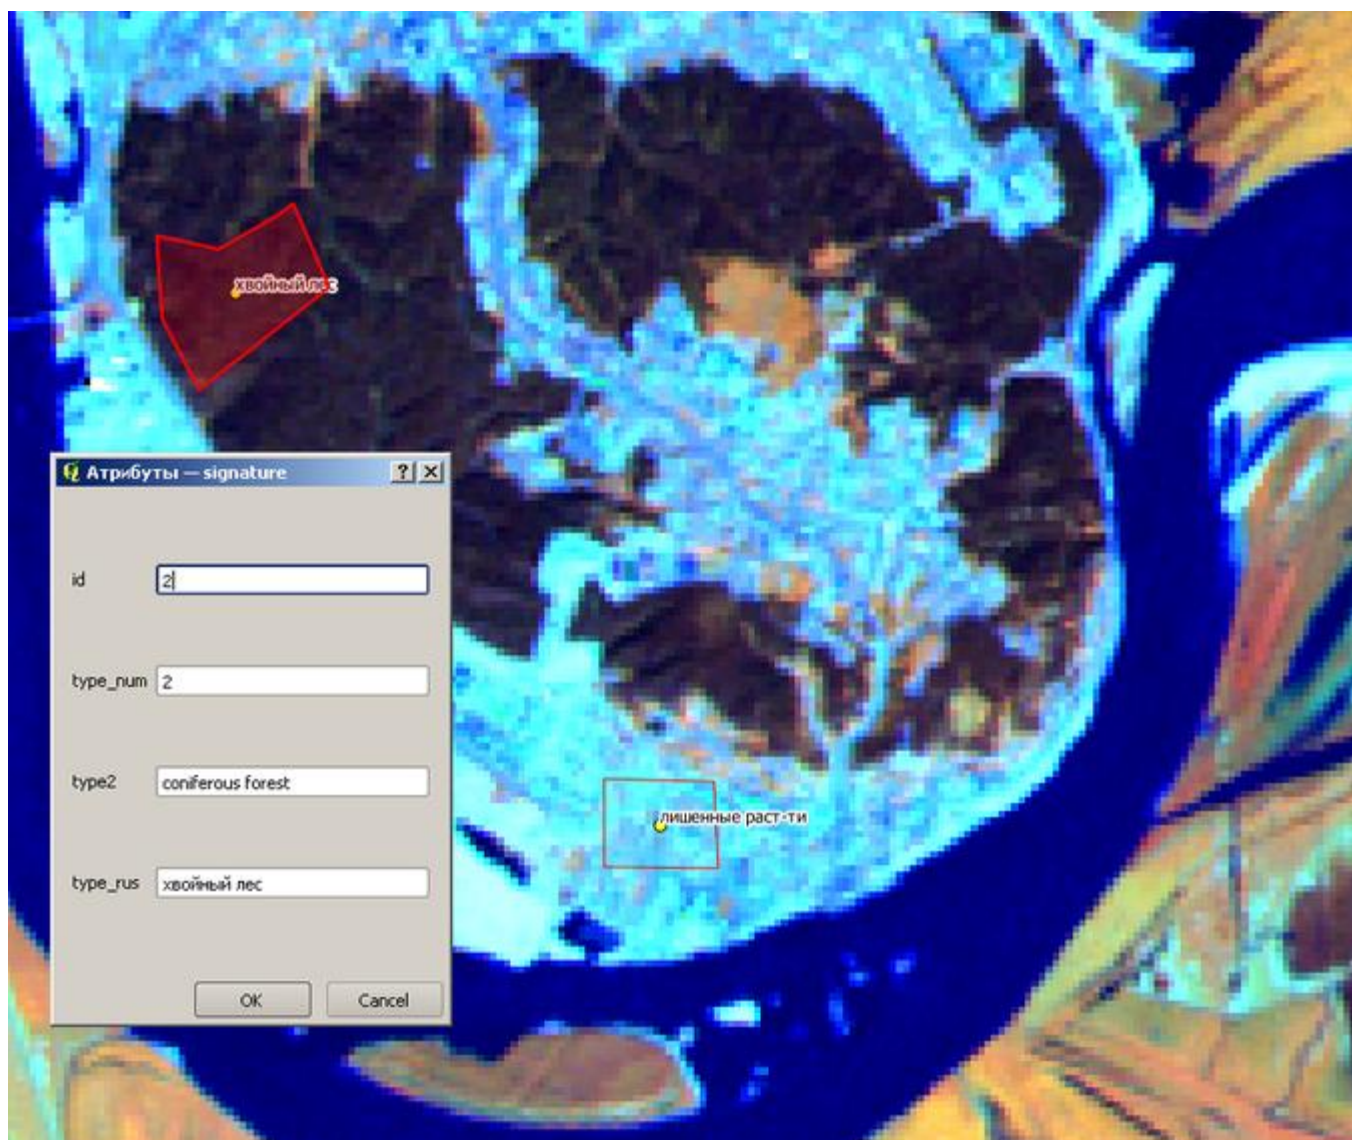 хвойный лес
Атрибуты — signature
id
2
type_num
2
type2
coniferous forest
type_rus
хвойный лес
OK
Cancel
лишенные раст-ти